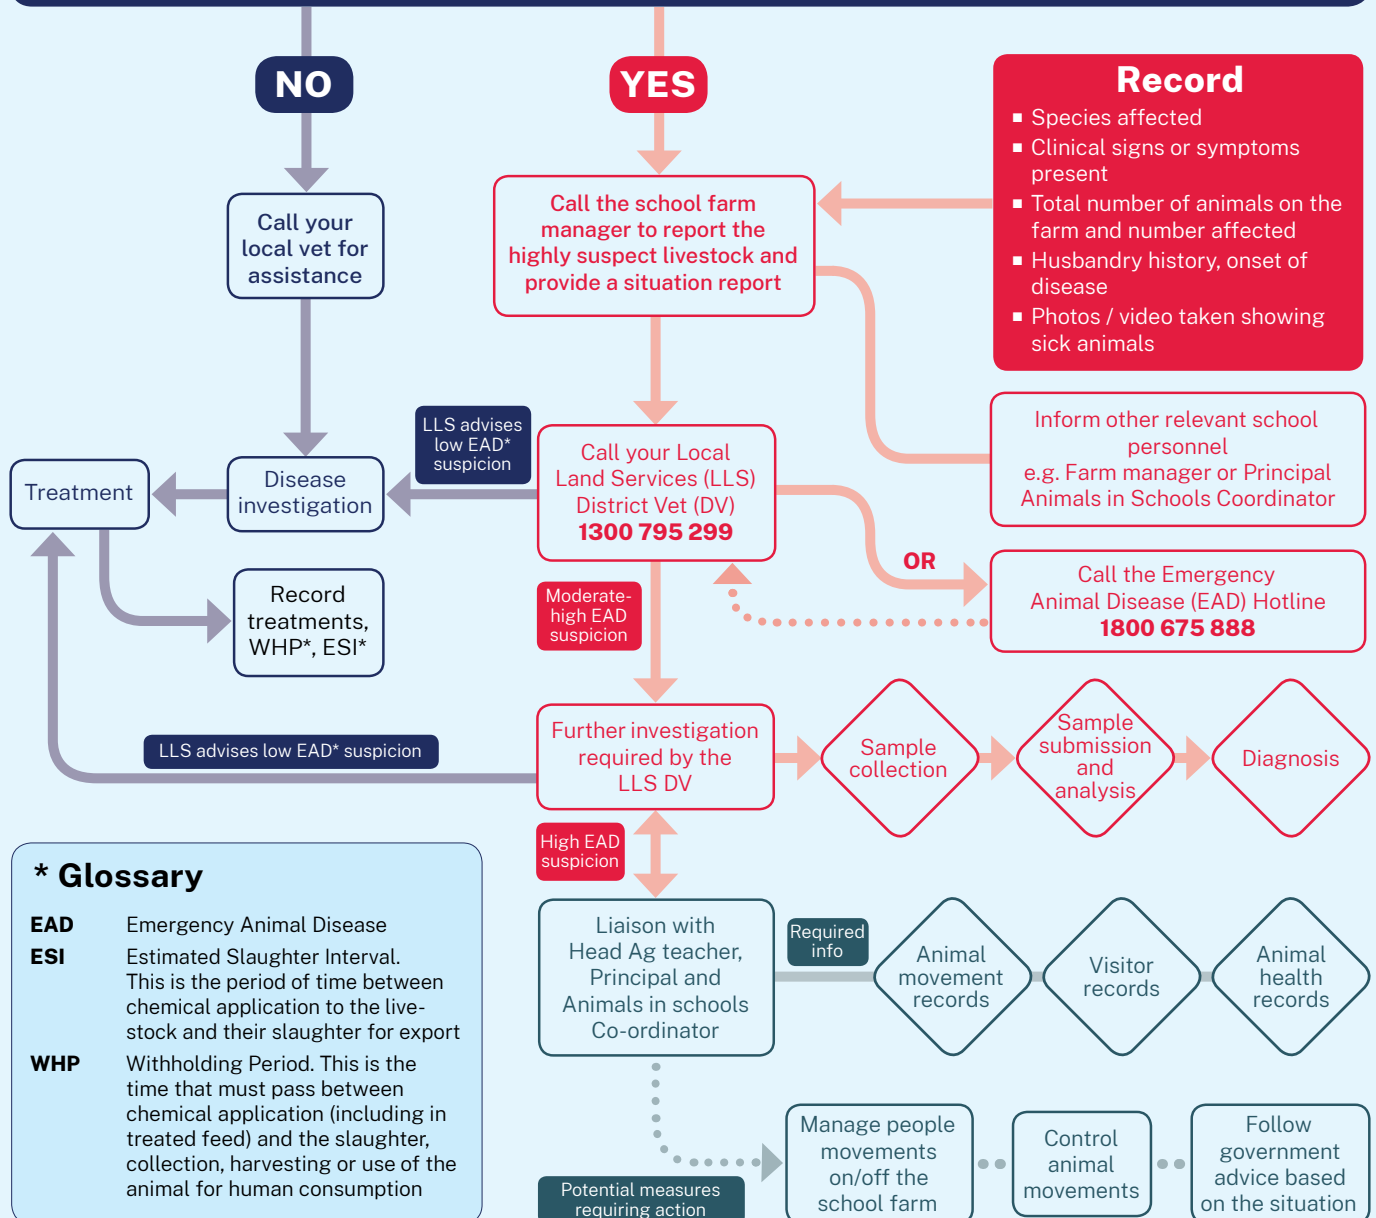 NO
YES
Record
▪ Species affected
▪ Clinical signs or symptoms
present
▪ Total number of animals on the
farm and number affected
▪ Husbandry history, onset of
disease
▪ Photos / video taken showing
sick animals
Call your
local vet for
assistance
Call the school farm
manager to report the
highly suspect livestock and
provide a situation report
Inform other relevant school
personnel
e.g. Farm manager or Principal
Animals in Schools Coordinator
LLS advises
low EAD*
suspicion
Call your Local
Land Services (LLS)
District Vet (DV)
1300 795 299
Treatment
Disease
investigation
OR
Call the Emergency
Animal Disease (EAD) Hotline
1800 675 888
Record
treatments,
WHP*, ESI*
Moderate-
high EAD
suspicion
LLS advises low EAD* suspicion
Further investigation
required by the
LLS DV
Sample
collection
Sample
submission
and
analysis
Diagnosis
High EAD
suspicion
* Glossary
EAD Emergency Animal Disease
ESI Estimated Slaughter Interval.
This is the period of time between
chemical application to the live-
stock and their slaughter for export
WHP Withholding Period. This is the
time that must pass between
chemical application (including in
treated feed) and the slaughter,
collection, harvesting or use of the
animal for human consumption
Liaison with
Head Ag teacher,
Principal and
Animals in schools
Co-ordinator
Required
info
Animal
movement
records
Visitor
records
Animal
health
records
Potential measures
requiring action
Manage people
movements
on/off the
school farm
Control
animal
movements
Follow
government
advice based
on the situation